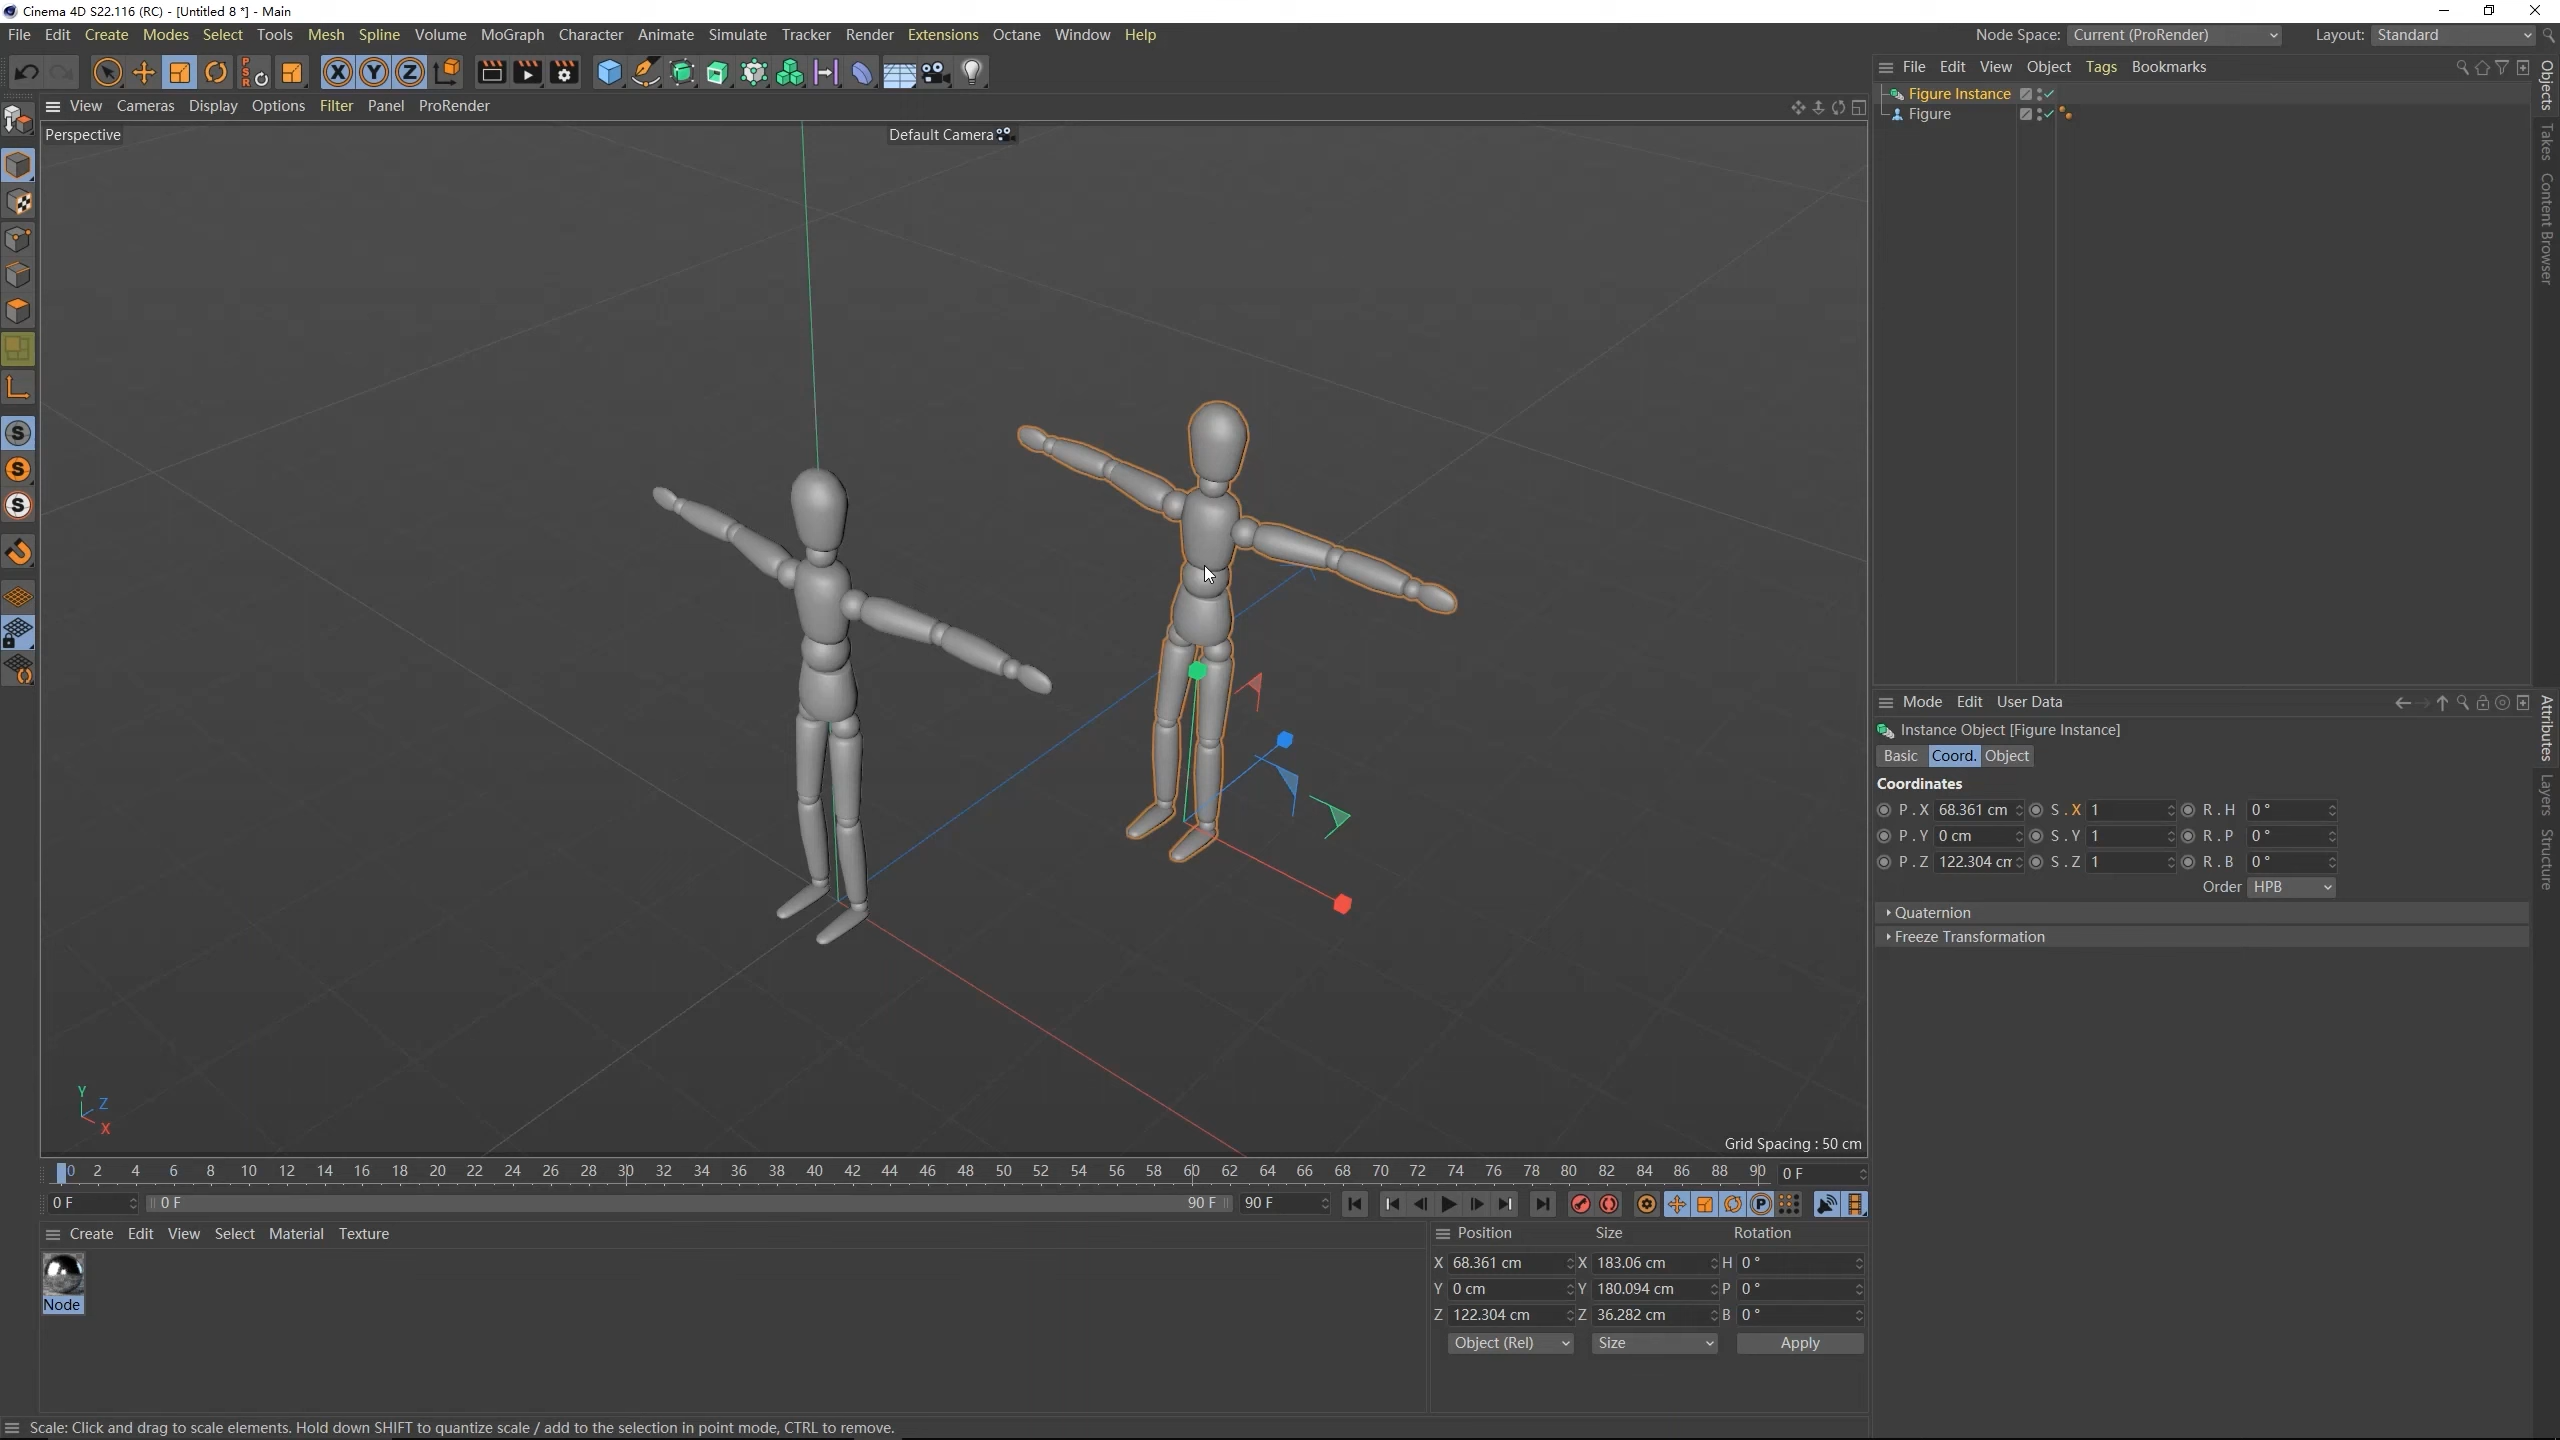 Cinema 4D S22.116 (RC) - [Untitled 8 *] - Main
File Edit Create Modes Select Tools Mesh Spline Volume MoGraph Character Animate Simulate Tracker Render Extensions Octane Window Help
Node Space: Current (ProRender) Layout: Standard
PSR
X Y Z
View Cameras Display Options Filter Panel ProRender
Perspective
Default Camera
File Edit View Object Tags Bookmarks
Figure Instance
Figure
Objects
Takes
Content Browser
S
S
S
Mode Edit User Data
Instance Object [Figure Instance]
Basic Coord. Object
Coordinates
P . X 68.361 cm S . X 1 R . H 0 °
P . Y 0 cm S . Y 1 R . P 0 °
P . Z 122.304 cm S . Z 1 R . B 0 °
Order HPB
Quaternion
Freeze Transformation
Attributes
Layers
Structure
Y
Z
X
Grid Spacing : 50 cm
0 2 4 6 8 10 12 14 16 18 20 22 24 26 28 30 32 34 36 38 40 42 44 46 48 50 52 54 56 58 60 62 64 66 68 70 72 74 76 78 80 82 84 86 88 90 0 F
0 F 0 F 90 F 90 F
P
Create Edit View Select Material Texture
Node
Position Size Rotation
X 68.361 cm X 183.06 cm H 0 °
Y 0 cm Y 180.094 cm P 0 °
Z 122.304 cm Z 36.282 cm B 0 °
Object (Rel) Size Apply
Scale: Click and drag to scale elements. Hold down SHIFT to quantize scale / add to the selection in point mode, CTRL to remove.